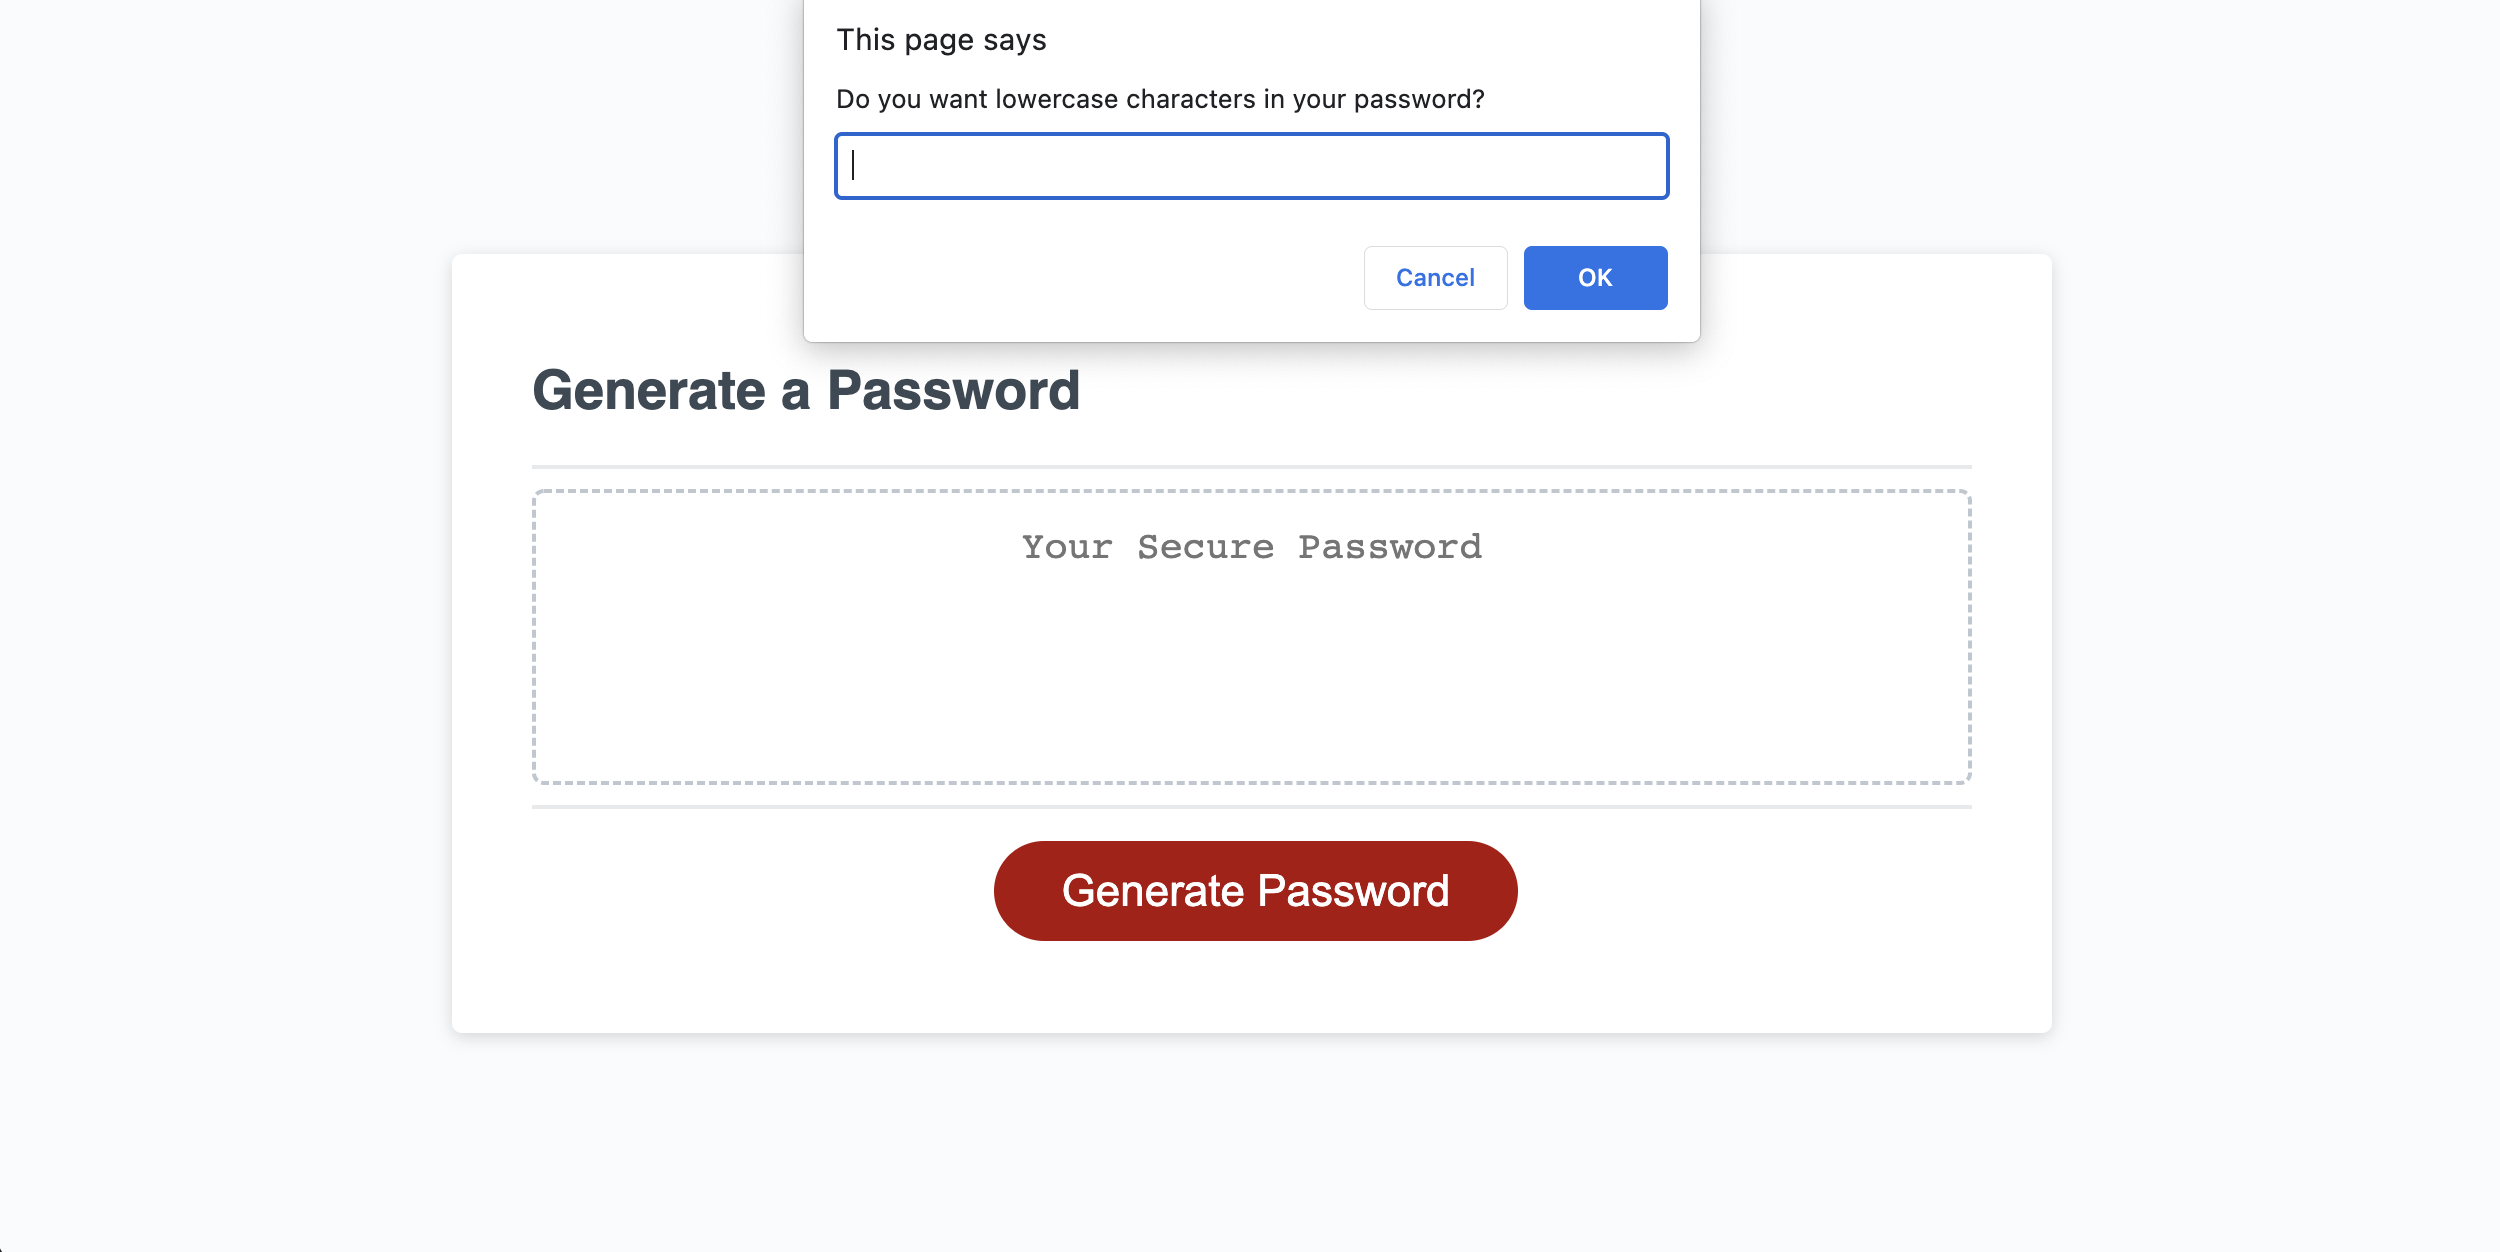 This page says
Do you want lowercase characters in your password?
Cancel
OK
Generate a Password
Your Secure Password
Generate Password